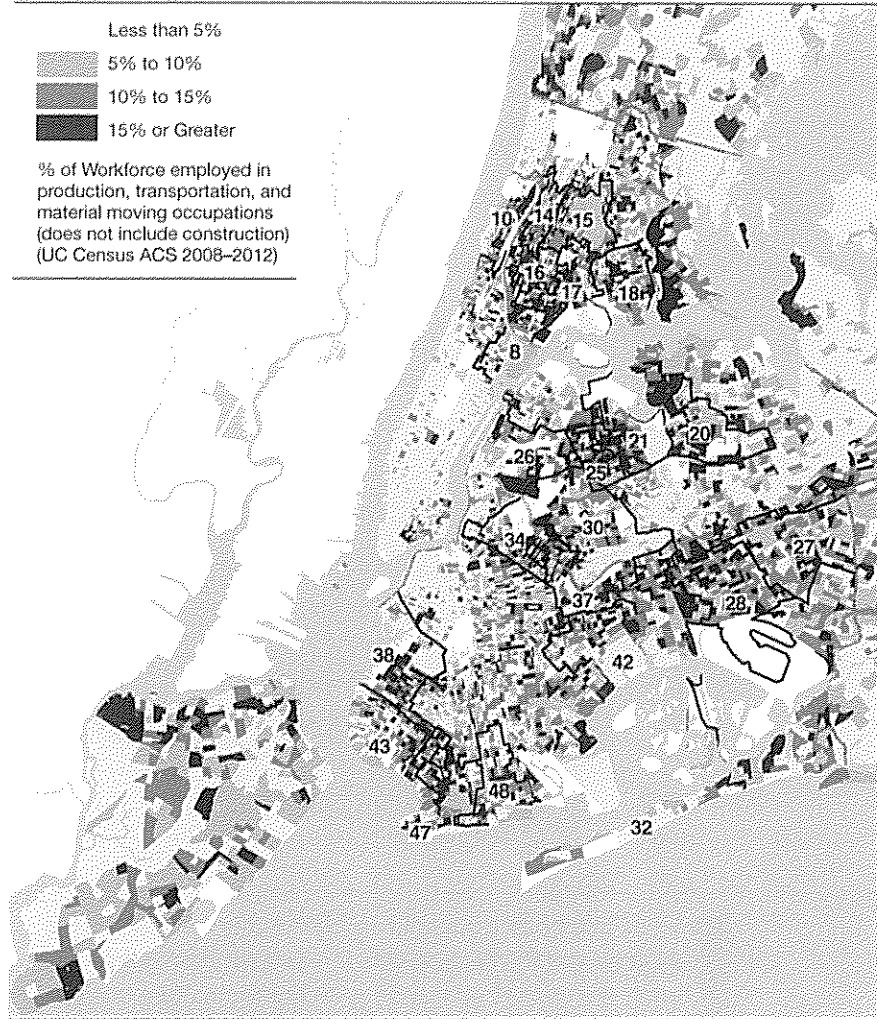 Less than 5%
5% to 10%
10% to 15%
15% or Greater
% of Workforce employed in
production, transportation, and
material moving occupations
(does not include construction)
(UC Census ACS 2008–2012)
10
14
15
16
17
18
8
21
20
26
25
30
34
27
37
28
42
38
43
48
47
32